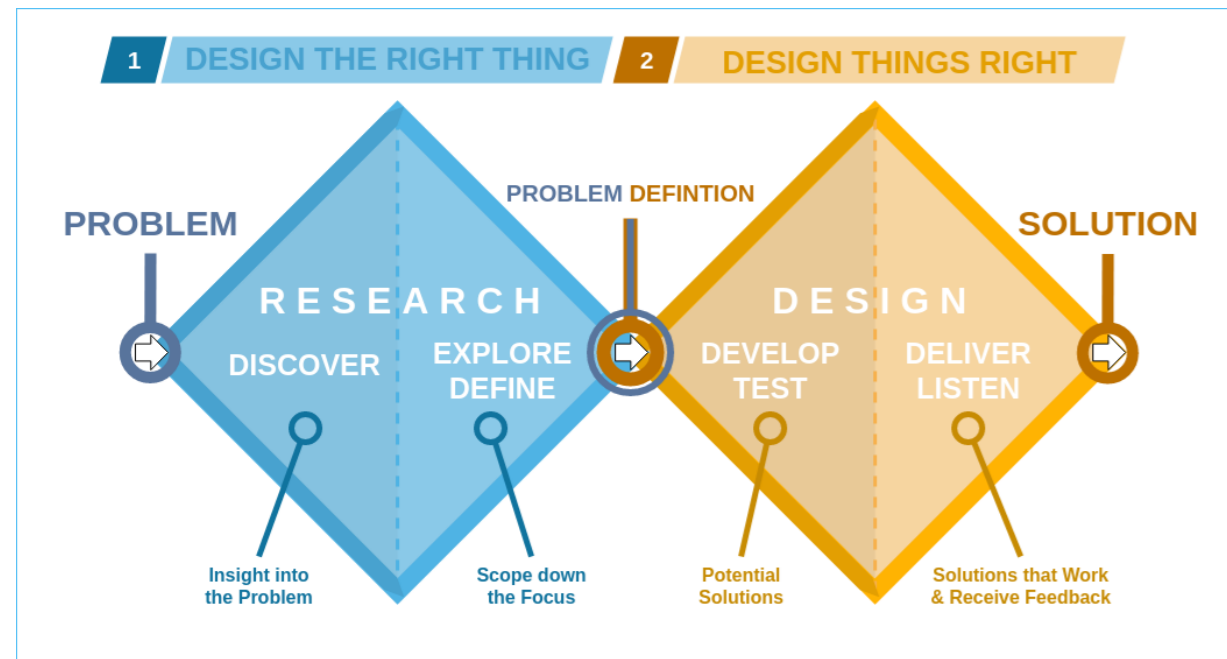 1 DESIGN THE RIGHT THING 2 DESIGN THINGS RIGHT
PROBLEM
PROBLEM DEFINTION
SOLUTION
RESEARCH
DISCOVER
EXPLORE
DEFINE
DESIGN
DEVELOP
TEST
DELIVER
LISTEN
Insight into
the Problem
Scope down
the Focus
Potential
Solutions
Solutions that Work
& Receive Feedback